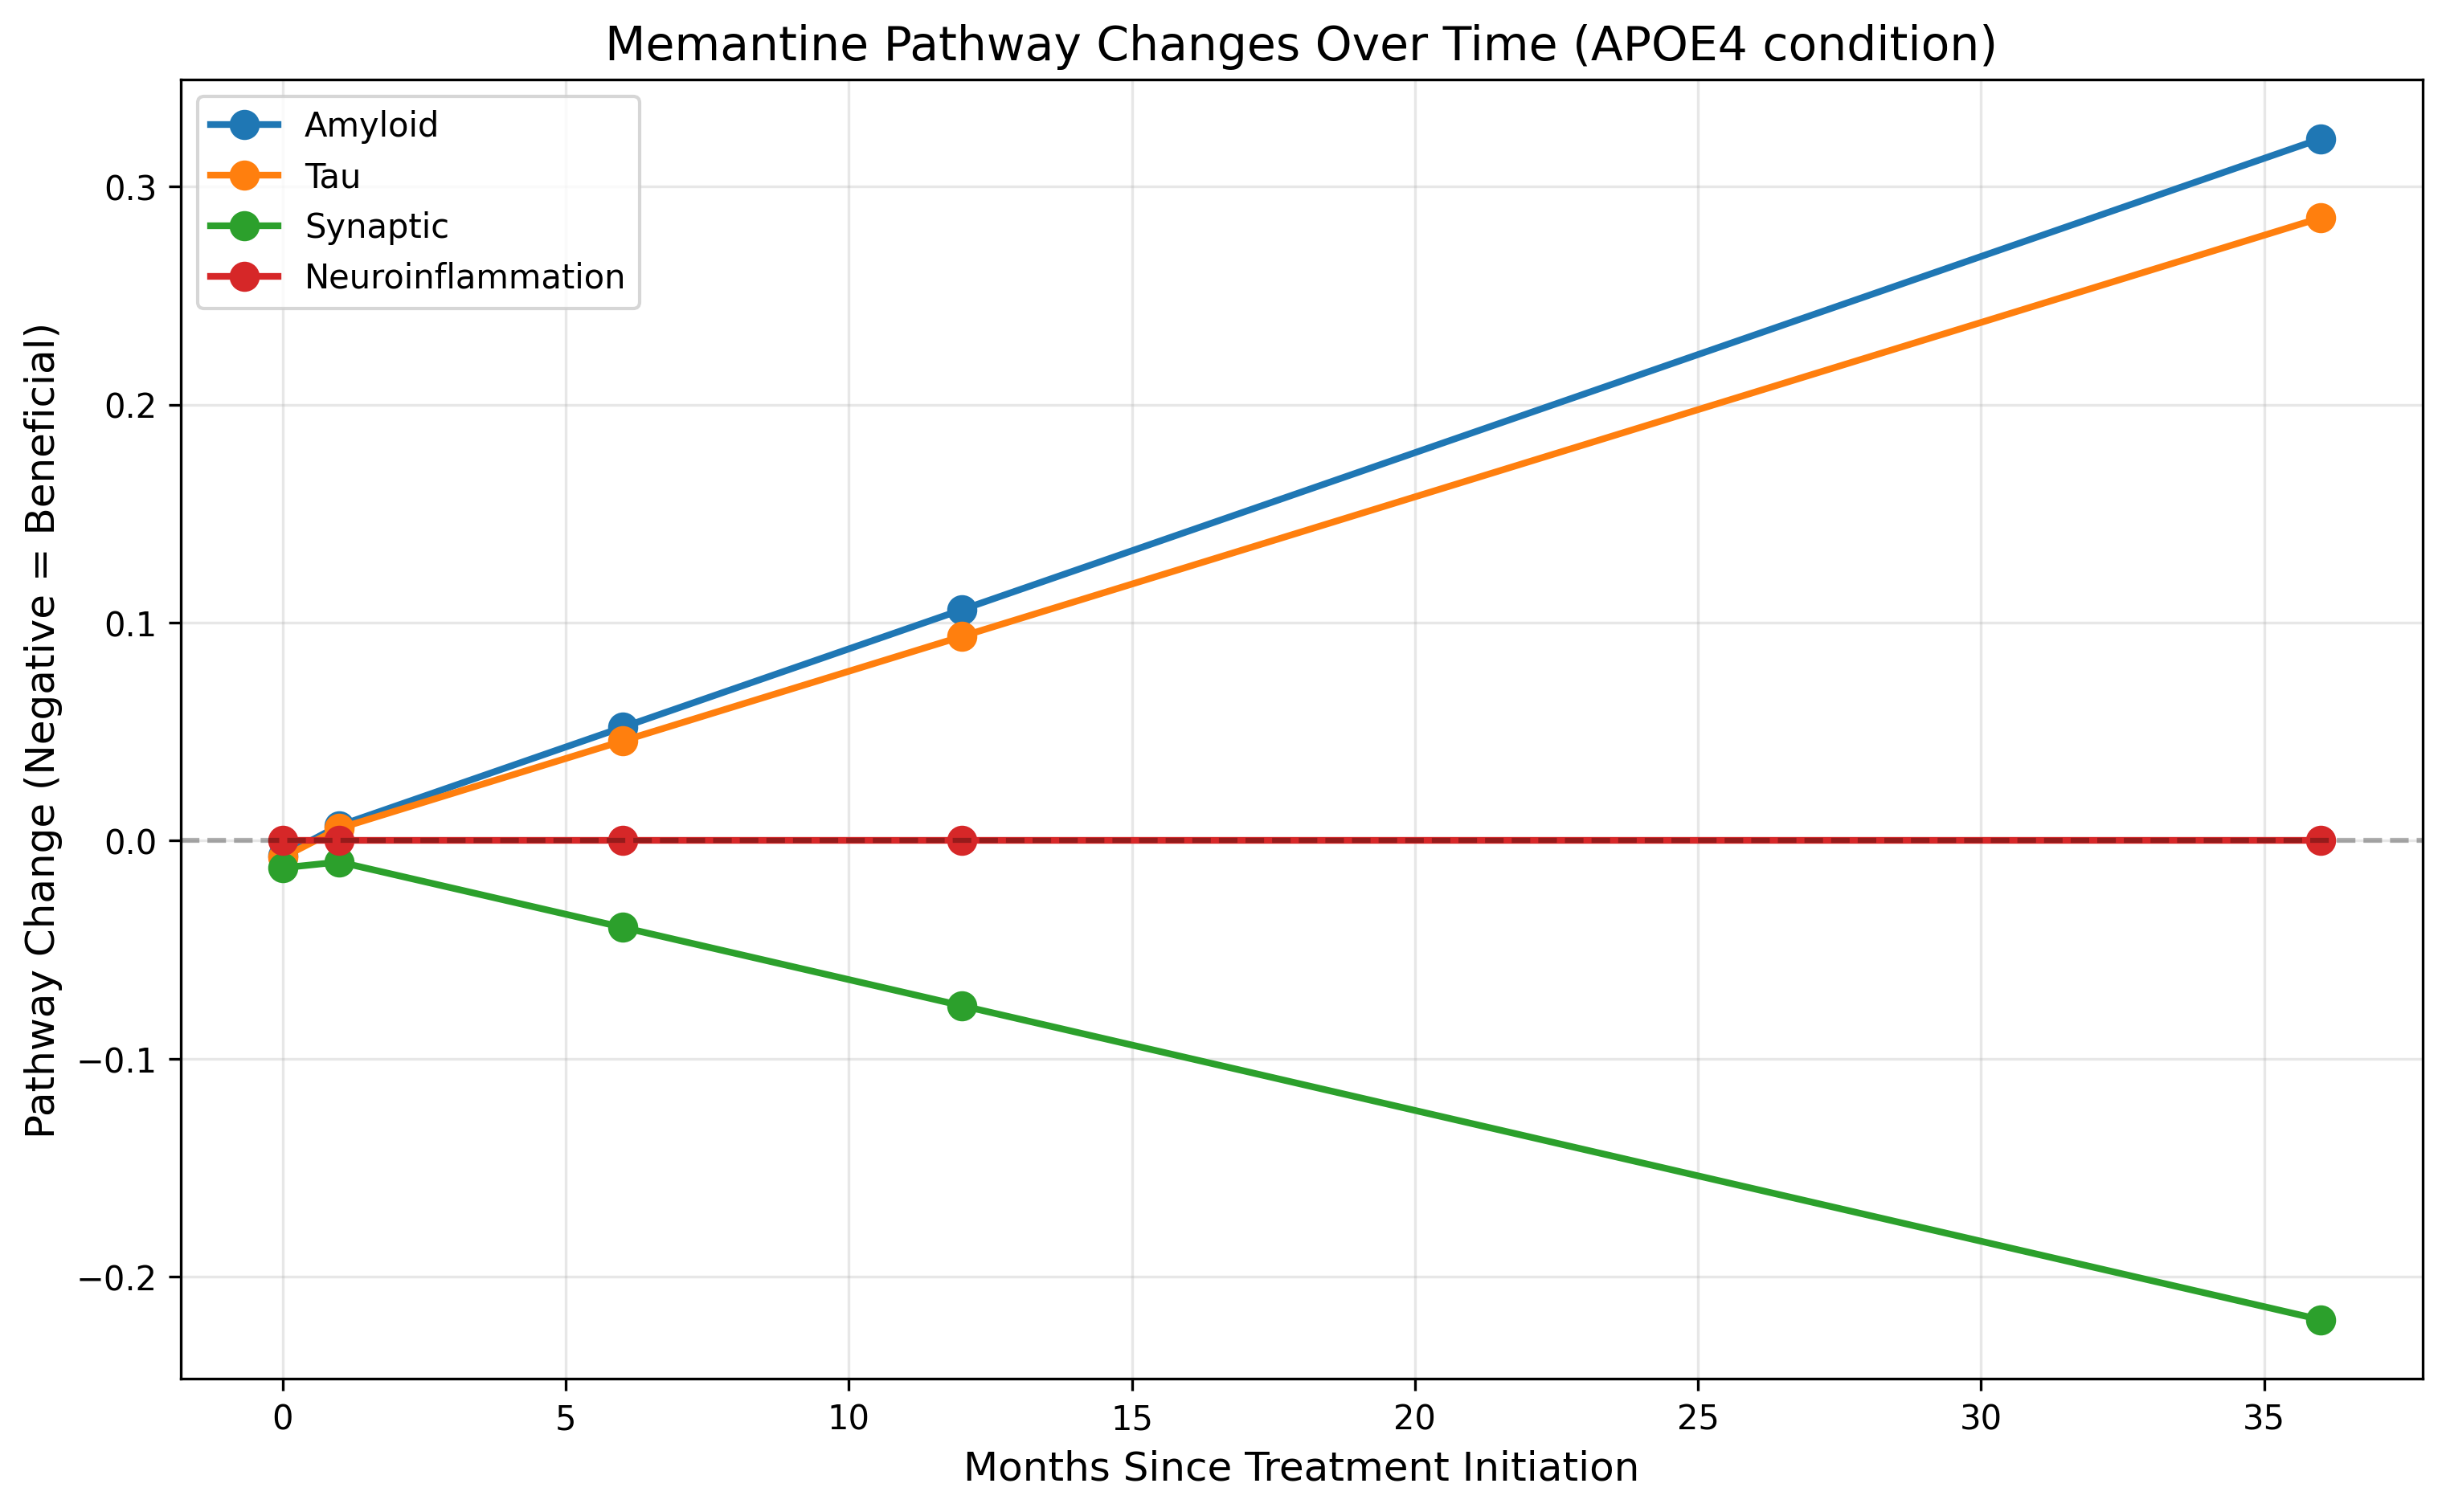 Memantine Pathway Changes Over Time (APOE4 condition)
Amyloid
Tau
Synaptic
Neuroinflammation
Pathway Change (Negative = Beneficial)
0.3
0.2
0.1
0.0
−0.1
−0.2
0 5 10 15 20 25 30 35
Months Since Treatment Initiation